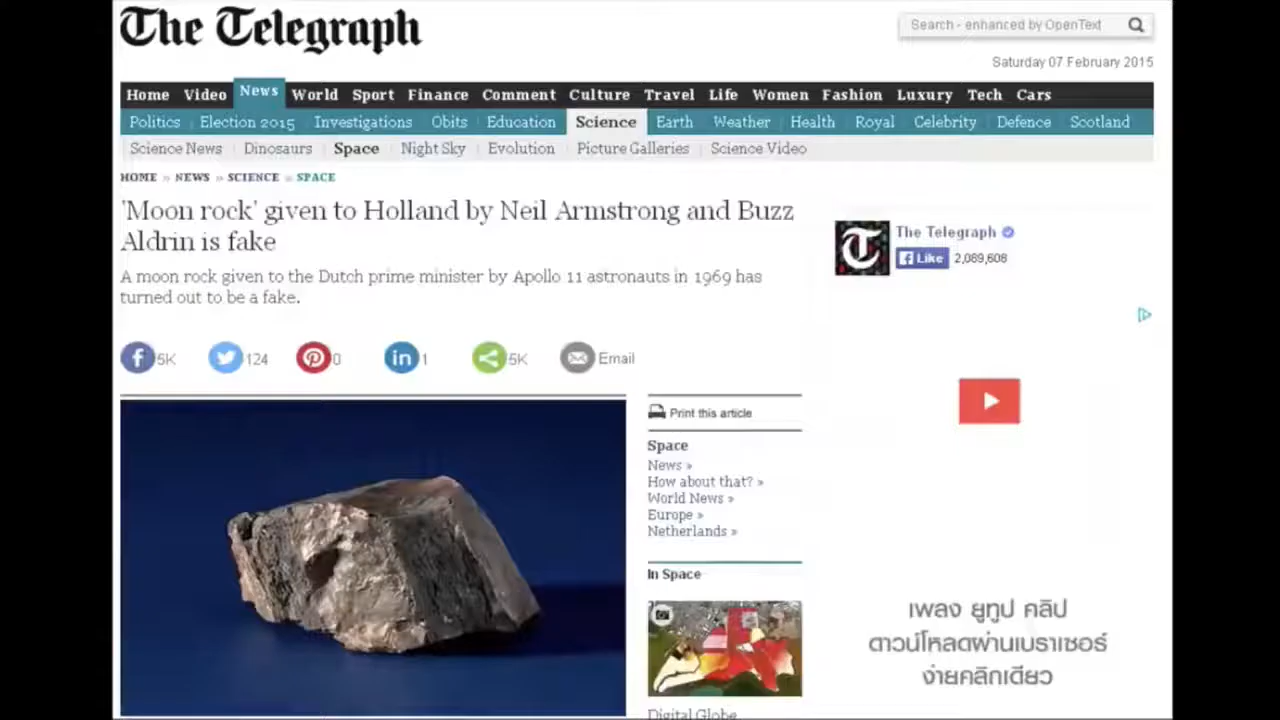 The Telegraph
Search - enhanced by OpenText
Saturday 07 February 2015
Home Video News World Sport Finance Comment Culture Travel Life Women Fashion Luxury Tech Cars
Politics Election 2015 Investigations Obits Education Science Earth Weather Health Royal Celebrity Defence Scotland
Science News Dinosaurs Space Night Sky Evolution Picture Galleries Science Video
HOME » NEWS » SCIENCE » SPACE
'Moon rock' given to Holland by Neil Armstrong and Buzz
Aldrin is fake
A moon rock given to the Dutch prime minister by Apollo 11 astronauts in 1969 has
turned out to be a fake.
5K 124 0 in 1 5K Email
The Telegraph
Like 2,089,608
Print this article
Space
News »
How about that? »
World News »
Europe »
Netherlands »
In Space
Digital Globe
เพลง ยูทูป คลิป
ดาวน์โหลดผ่านเบราเซอร์
ง่ายคลิกเดียว